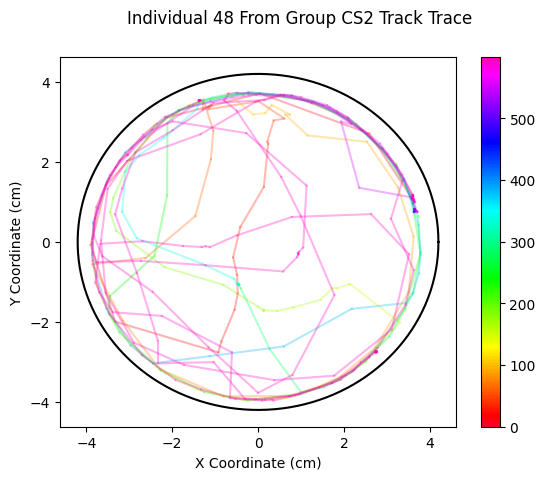 Individual 48 From Group CS2 Track Trace
4
2
0
−2
−4
Y Coordinate (cm)
−4 −2 0 2 4
X Coordinate (cm)
500
400
300
200
100
0